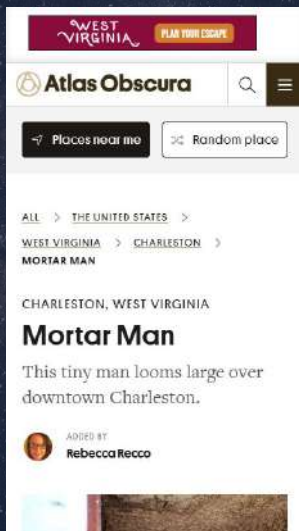 WEST
VIRGINIA
PLAN YOUR ESCAPE
Atlas Obscura
Places near me
Random place
ALL > THE UNITED STATES >
WEST VIRGINIA > CHARLESTON >
MORTAR MAN
CHARLESTON, WEST VIRGINIA
Mortar Man
This tiny man looms large over
downtown Charleston.
ADDED BY
Rebecca Recco